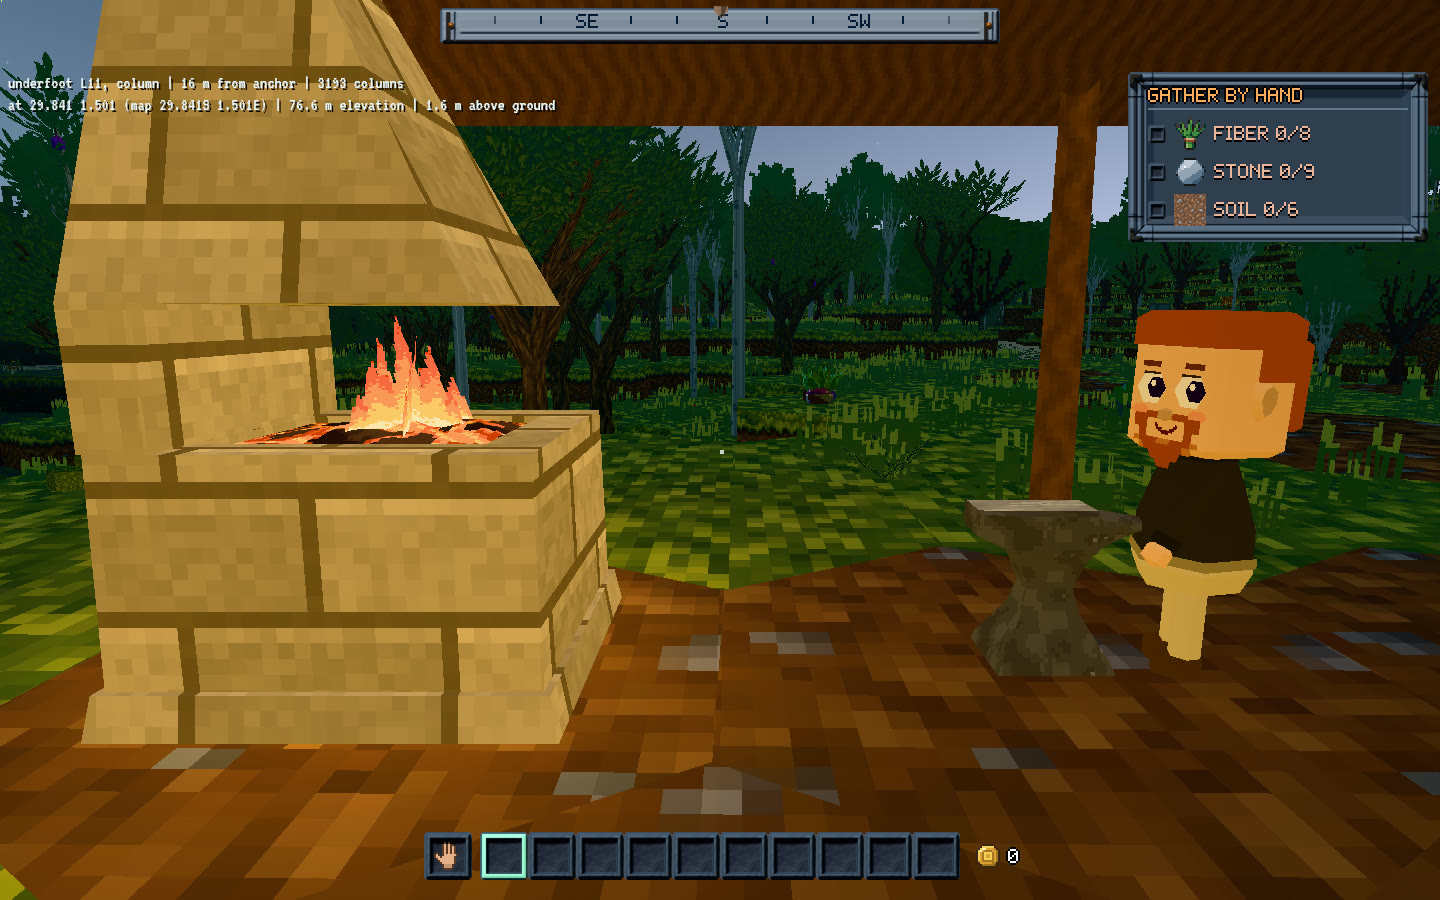 SE S SW
underfoot L11, column | 16 m from anchor | 3193 columns
at 29.841 1.501 (map 29.841S 1.501E) | 76.6 m elevation | 1.6 m above ground
GATHER BY HAND
FIBER 0/8
STONE 0/9
SOIL 0/6
0